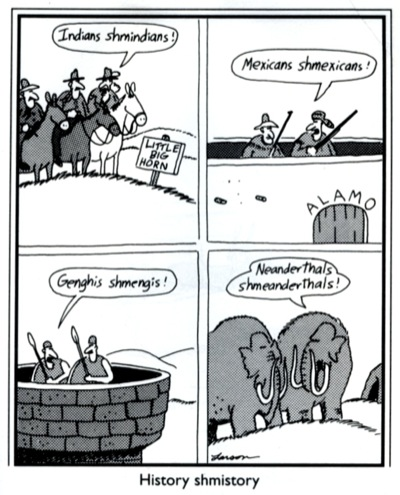 Indians shmindians!
LITTLE
BIG
HORN
Mexicans shmexicans!
ALAMO
Genghis shmengis!
Neanderthals
shmeanderthals!
Larson
History shmistory